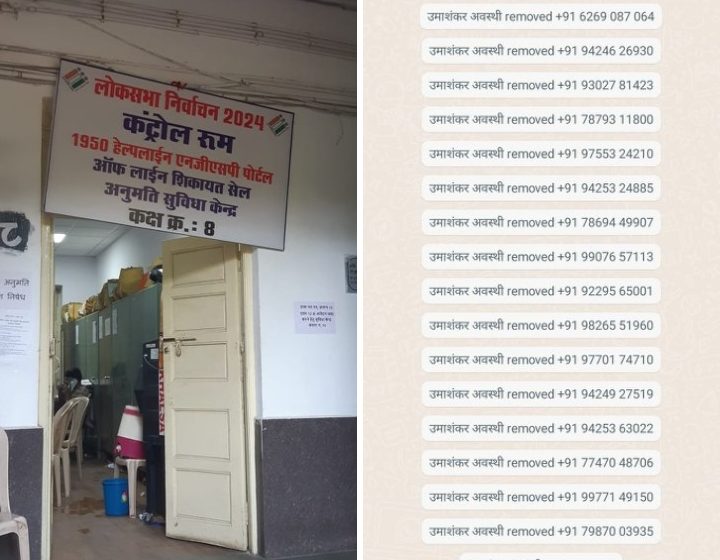 लोकसभा निर्वाचन 2024
कंट्रोल रूम
1950 हेल्पलाईन एनजीएसपी पोर्टल
ऑफ लाईन शिकायत सेल
अनुमति सुविधा केन्द्र
कक्ष क्र. : 8
अनुमति
निषेध
KHALSA
उमाशंकर अवस्थी removed +91 6269 087 064
उमाशंकर अवस्थी removed +91 94246 26930
उमाशंकर अवस्थी removed +91 93027 81423
उमाशंकर अवस्थी removed +91 78793 11800
उमाशंकर अवस्थी removed +91 97553 24210
उमाशंकर अवस्थी removed +91 94253 24885
उमाशंकर अवस्थी removed +91 78694 49907
उमाशंकर अवस्थी removed +91 99076 57113
उमाशंकर अवस्थी removed +91 92295 65001
उमाशंकर अवस्थी removed +91 98265 51960
उमाशंकर अवस्थी removed +91 97701 74710
उमाशंकर अवस्थी removed +91 94249 27519
उमाशंकर अवस्थी removed +91 94253 63022
उमाशंकर अवस्थी removed +91 77470 48706
उमाशंकर अवस्थी removed +91 99771 49150
उमाशंकर अवस्थी removed +91 79870 03935